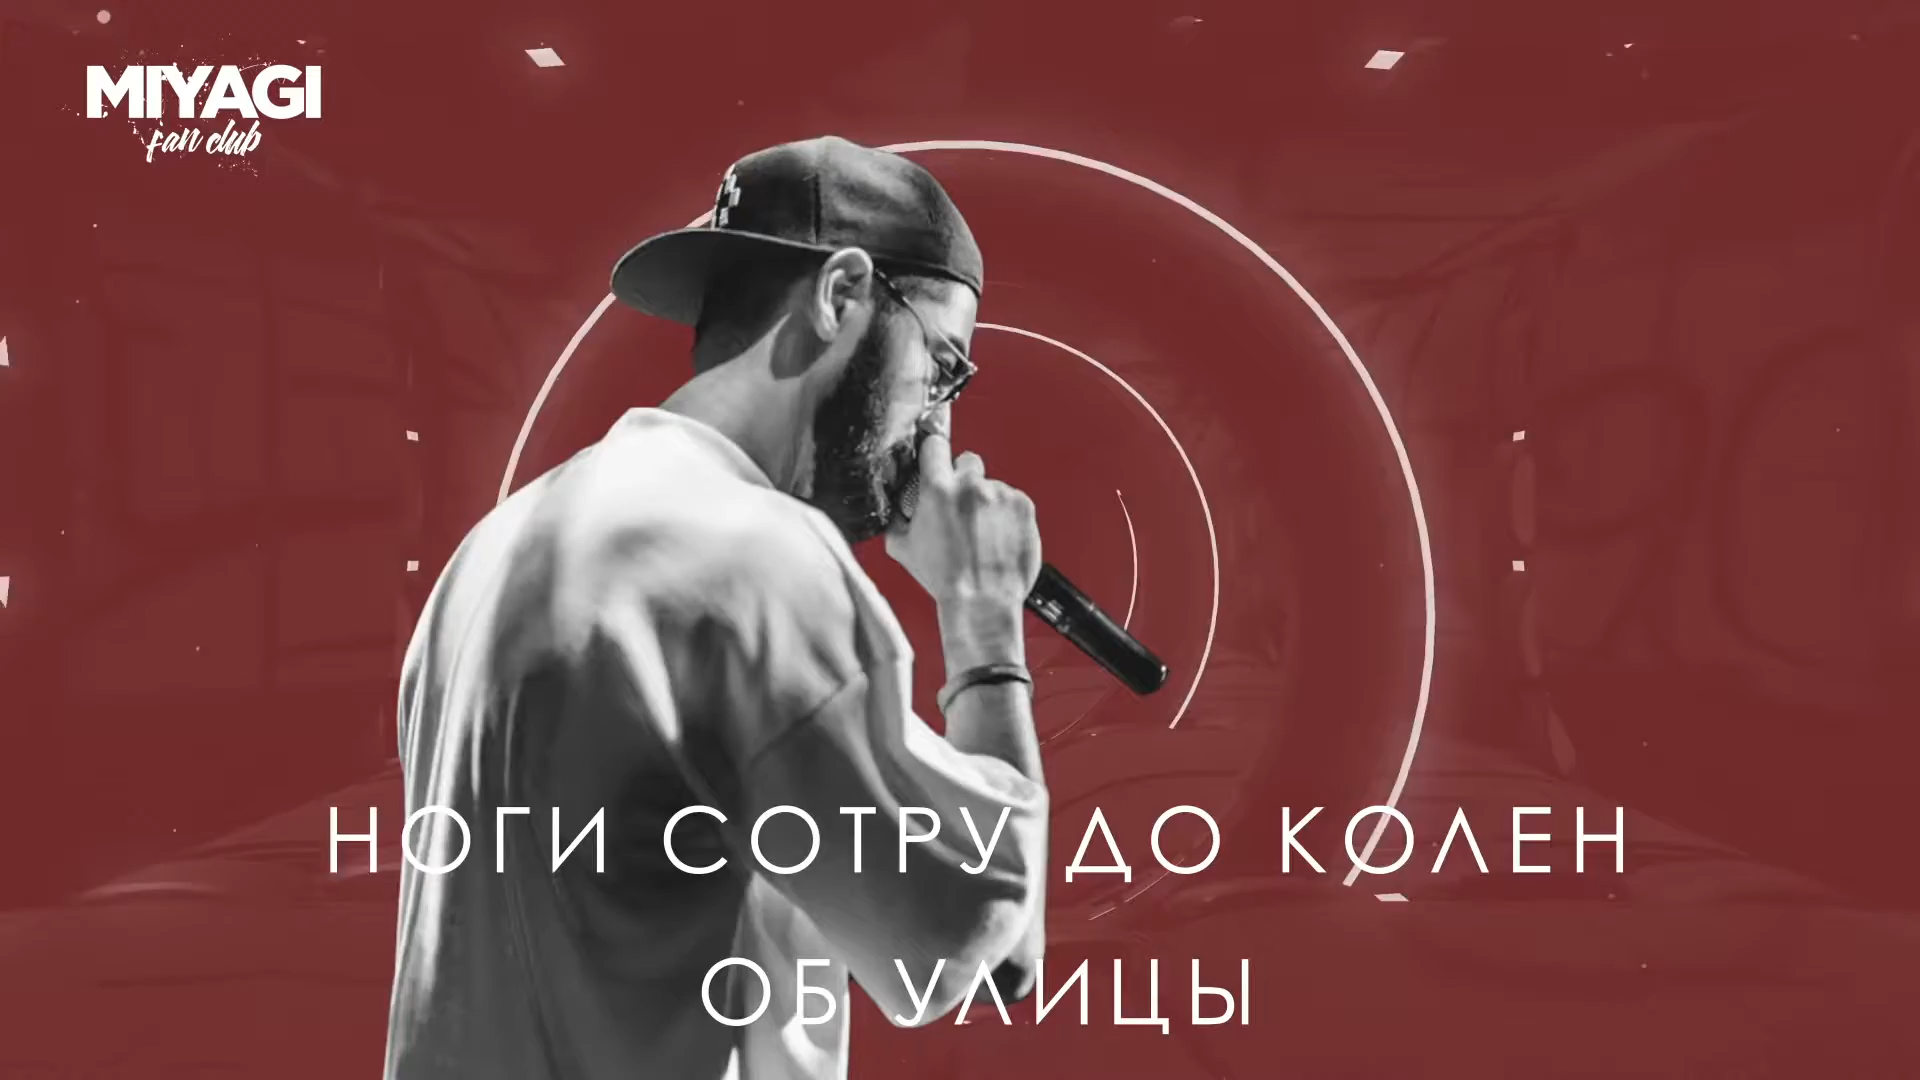 MIYAGI
fan club
НОГИ СОТРУ ДО КОЛЕН
ОБ УЛИЦЫ